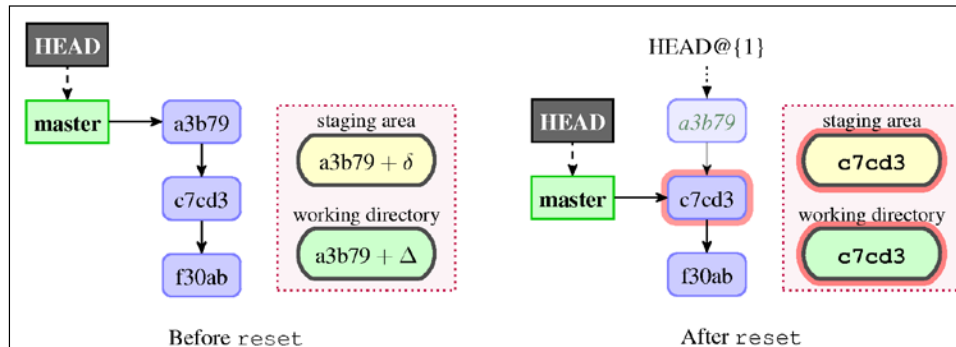 HEAD
master
a3b79
c7cd3
f30ab
staging area
a3b79 + δ
working directory
a3b79 + Δ
Before reset
HEAD@{1}
HEAD
master
a3b79
c7cd3
f30ab
staging area
c7cd3
working directory
c7cd3
After reset